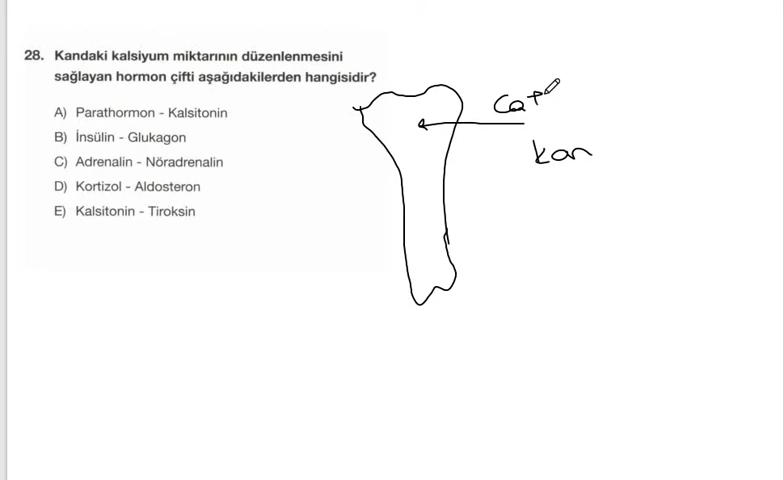 28. Kandaki kalsiyum miktarının düzenlenmesini
sağlayan hormon çifti aşağıdakilerden hangisidir?
A) Parathormon - Kalsitonin
B) İnsülin - Glukagon
C) Adrenalin - Nöradrenalin
D) Kortizol - Aldosteron
E) Kalsitonin - Tiroksin
Ca+
kan